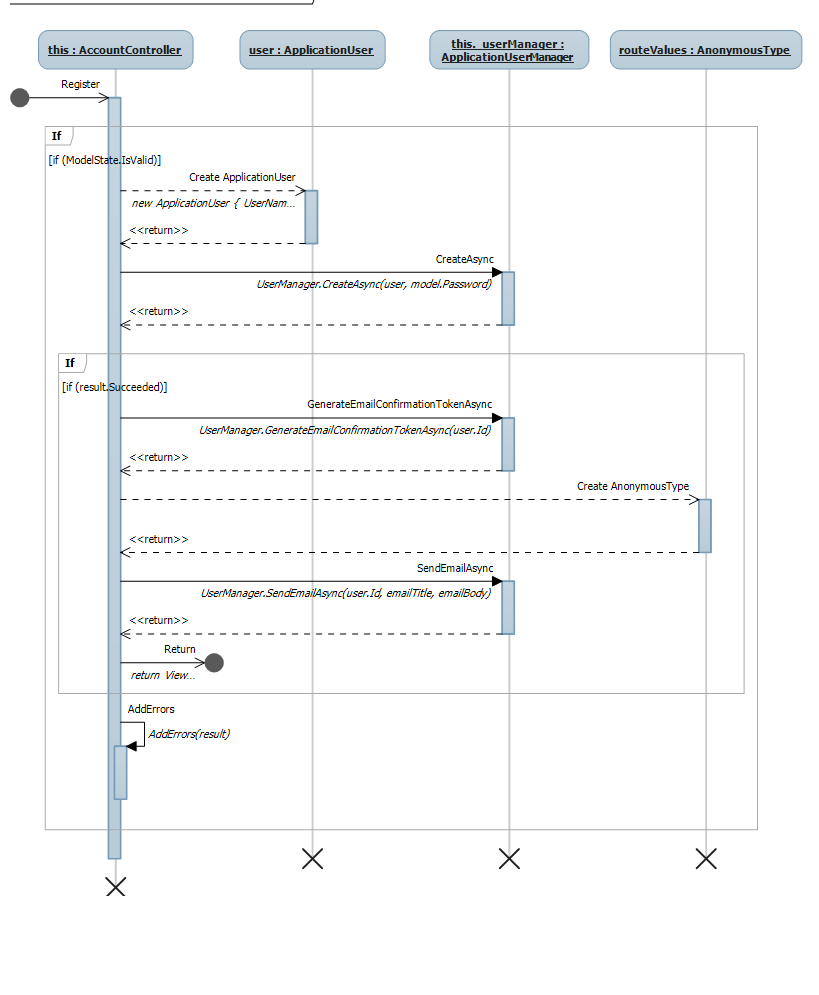 this : AccountController
user : ApplicationUser
this._userManager :
ApplicationUserManager
routeValues : AnonymousType
Register
If
[if (ModelState.IsValid)]
Create ApplicationUser
new ApplicationUser { UserNam...
<<return>>
CreateAsync
UserManager.CreateAsync(user, model.Password)
<<return>>
If
[if (result.Succeeded)]
GenerateEmailConfirmationTokenAsync
UserManager.GenerateEmailConfirmationTokenAsync(user.Id)
<<return>>
Create AnonymousType
<<return>>
SendEmailAsync
UserManager.SendEmailAsync(user.Id, emailTitle, emailBody)
<<return>>
Return
return View...
AddErrors
AddErrors(result)